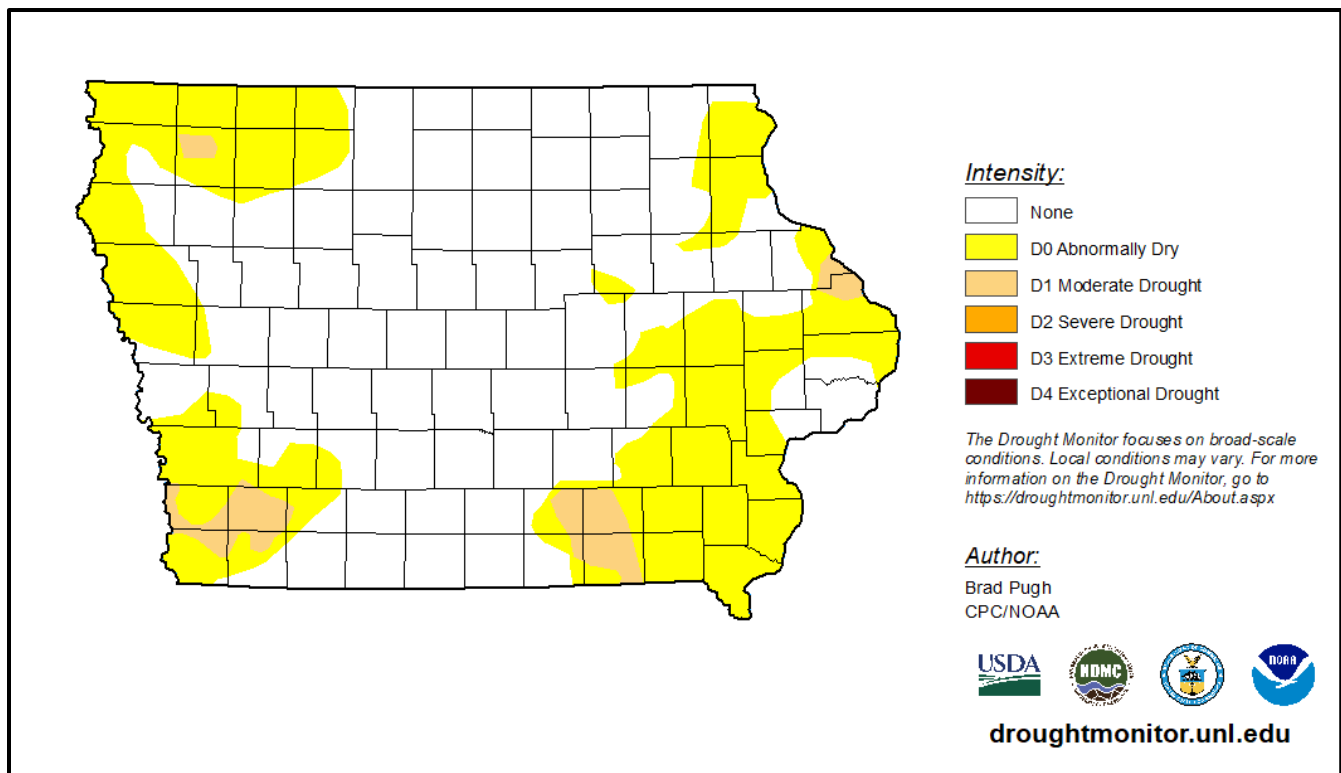 Intensity:
None
D0 Abnormally Dry
D1 Moderate Drought
D2 Severe Drought
D3 Extreme Drought
D4 Exceptional Drought
The Drought Monitor focuses on broad-scale
conditions. Local conditions may vary. For more
information on the Drought Monitor, go to
https://droughtmonitor.unl.edu/About.aspx
Author:
Brad Pugh
CPC/NOAA
USDA
NDMC
NOAA
droughtmonitor.unl.edu